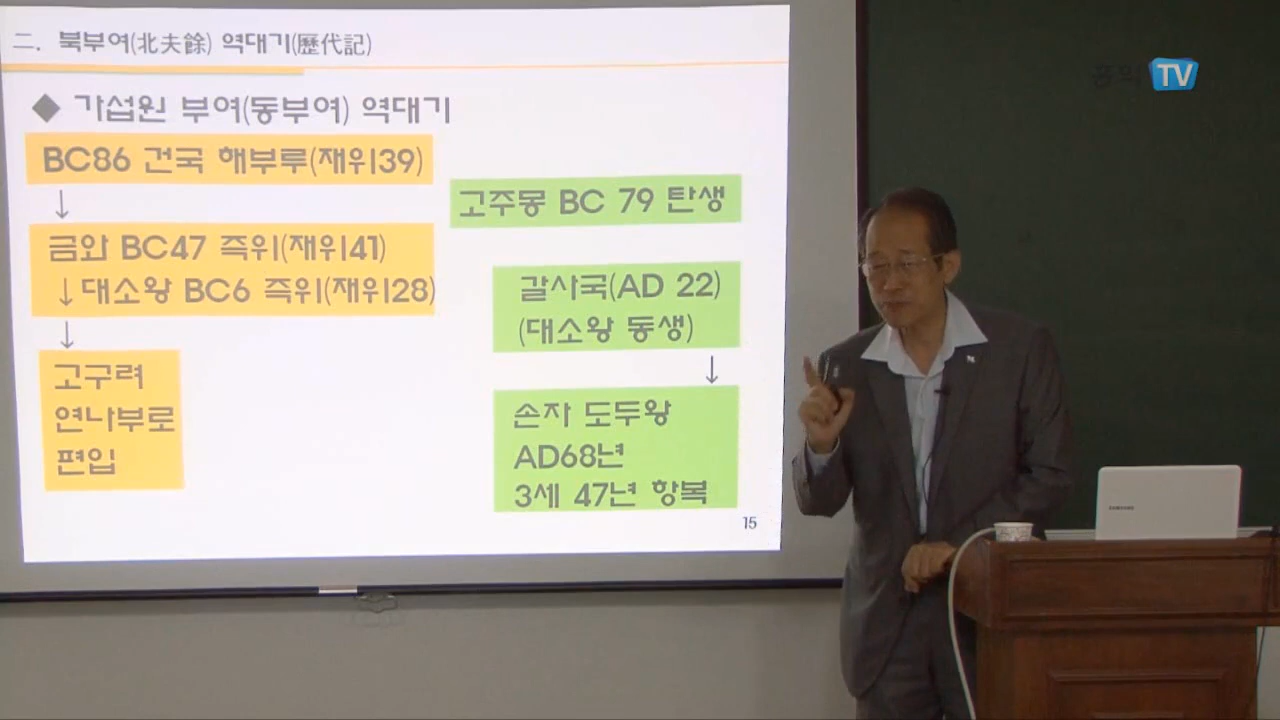 二. 북부여(北夫餘) 역대기(歷代記)
◆ 가섭원 부여(동부여) 역대기
BC86 건국 해부루(재위39)
↓
금와 BC47 즉위(재위41)
↓대소왕 BC6 즉위(재위28)
↓
고구려
연나부로
편입
고주몽 BC 79 탄생
갈사국(AD 22)
(대소왕 동생)
↓
손자 도두왕
AD68년
3세 47년 항복
15
TV
SAMSUNG